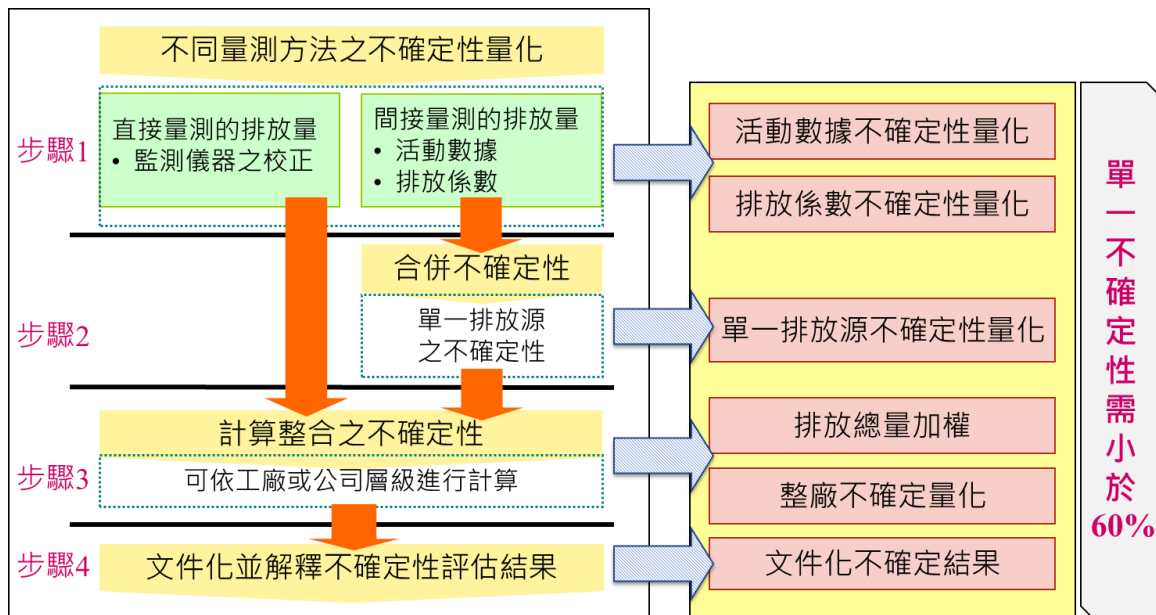 不同量測方法之不確定性量化
步驟1
直接量測的排放量
• 監測儀器之校正
間接量測的排放量
• 活動數據
• 排放係數
活動數據不確定性量化
排放係數不確定性量化
步驟2
合併不確定性
單一排放源
之不確定性
單一排放源不確定性量化
步驟3
計算整合之不確定性
可依工廠或公司層級進行計算
排放總量加權
整廠不確定量化
步驟4
文件化並解釋不確定性評估結果
文件化不確定結果
單一不確定性需小於60%